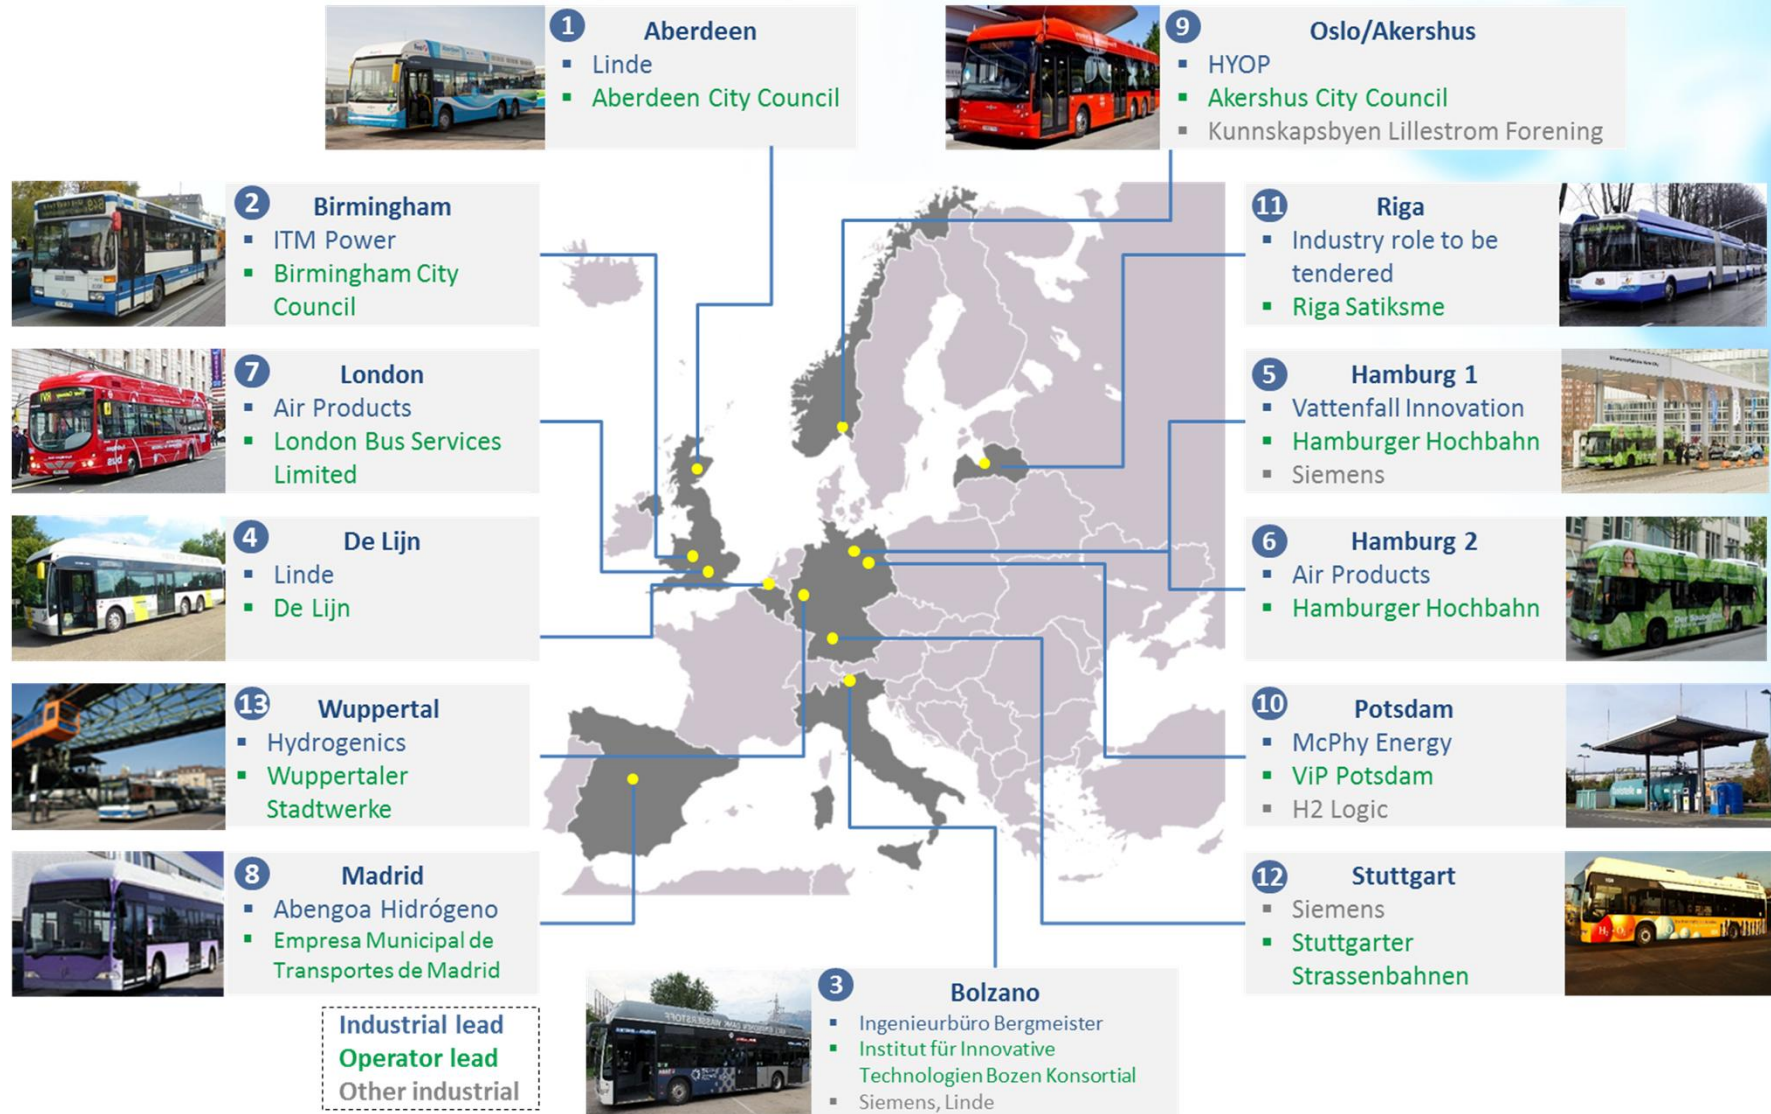 1
Aberdeen
Linde
Aberdeen City Council
9
Oslo/Akershus
HYOP
Akershus City Council
Kunnskapsbyen Lillestrom Forening
2
Birmingham
ITM Power
Birmingham City
Council
11
Riga
Industry role to be
tendered
Riga Satiksme
7
London
Air Products
London Bus Services
Limited
5
Hamburg 1
Vattenfall Innovation
Hamburger Hochbahn
Siemens
4
De Lijn
Linde
De Lijn
6
Hamburg 2
Air Products
Hamburger Hochbahn
13
Wuppertal
Hydrogenics
Wuppertaler
Stadtwerke
10
Potsdam
McPhy Energy
ViP Potsdam
H2 Logic
8
Madrid
Abengoa Hidrógeno
Empresa Municipal de
Transportes de Madrid
12
Stuttgart
Siemens
Stuttgarter
Strassenbahnen
3
Bolzano
Ingenieurbüro Bergmeister
Institut für Innovative
Technologien Bozen Konsortial
Siemens, Linde
Industrial lead
Operator lead
Other industrial